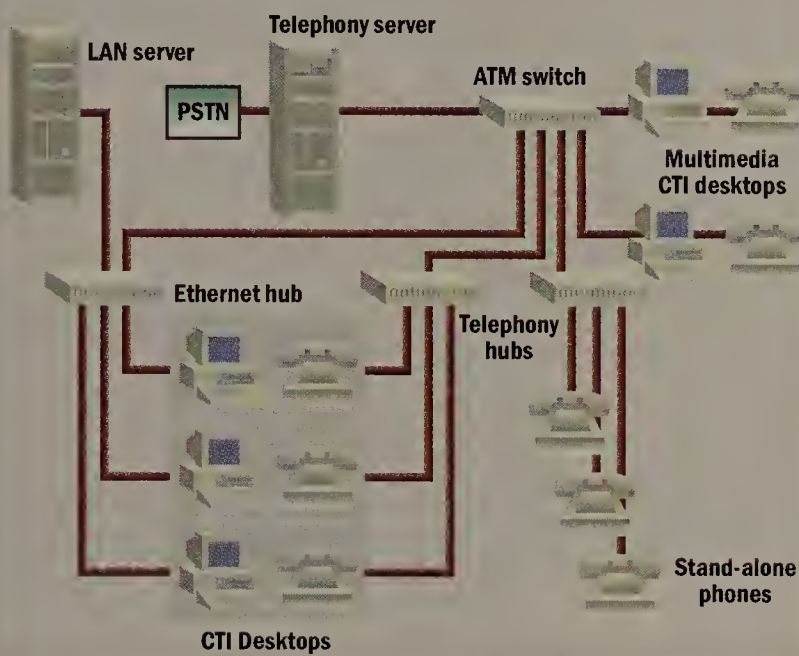 Telephony server
LAN server
ATM switch
PSTN
Multimedia
CTI desktops
Ethernet hub
Telephony
hubs
Stand-alone
phones
CTI Desktops